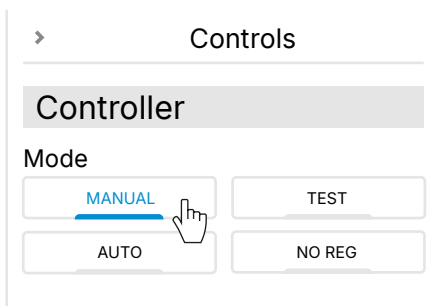 Controls
Controller
Mode
MANUAL TEST
AUTO NO REG